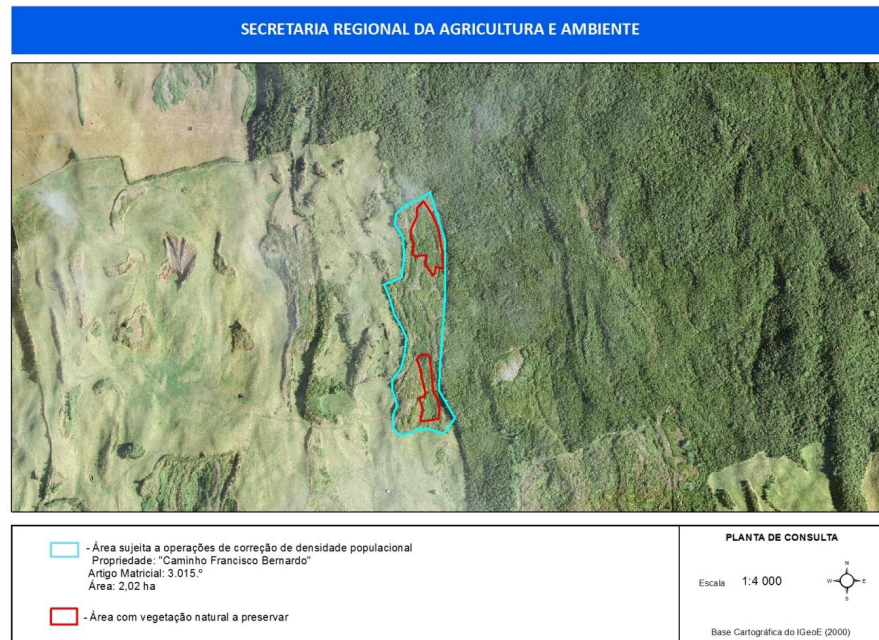 SECRETARIA REGIONAL DA AGRICULTURA E AMBIENTE
- Área sujeita a operações de correção de densidade populacional
Propriedade: "Caminho Francisco Bernardo"
Artigo Matricial: 3.015.º
Área: 2,02 ha
- Área com vegetação natural a preservar
PLANTA DE CONSULTA
Escala 1:4 000
N
W E
S
Base Cartográfica do IGeoE (2000)